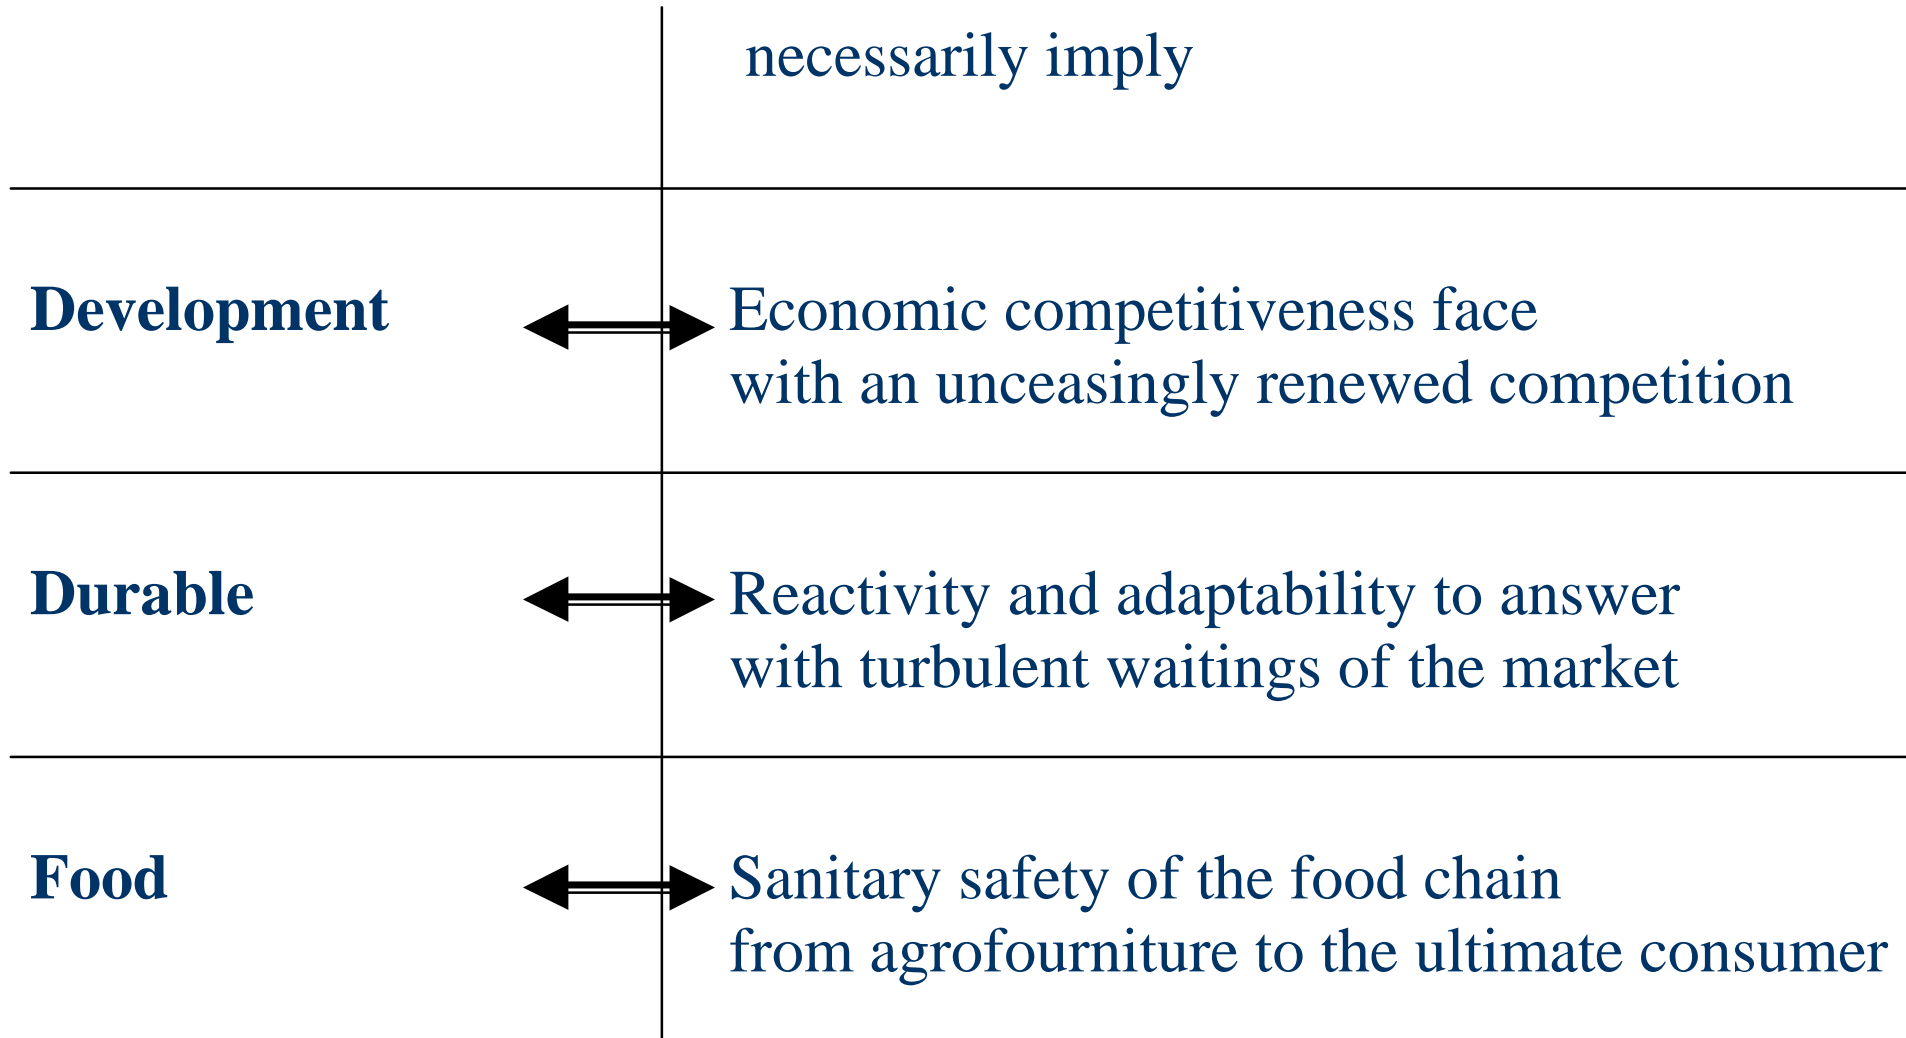 necessarily imply
Development
Economic competitiveness face
with an unceasingly renewed competition
Durable
Reactivity and adaptability to answer
with turbulent waitings of the market
Food
Sanitary safety of the food chain
from agrofourniture to the ultimate consumer